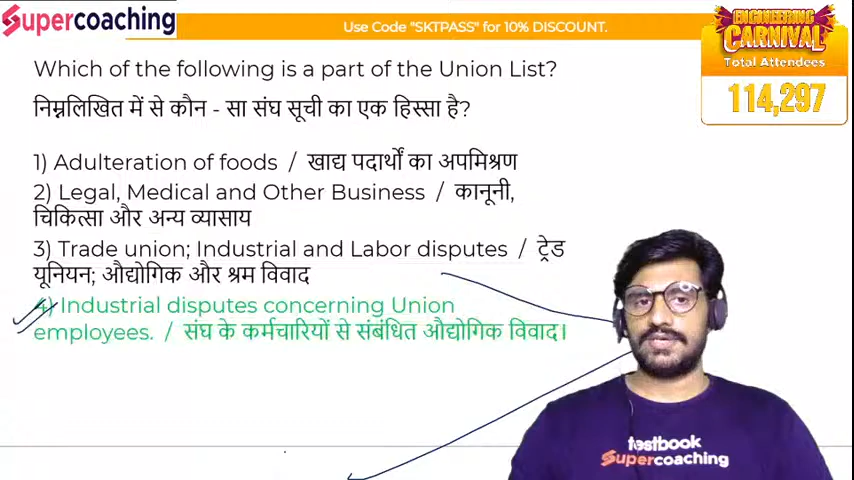 Supercoaching
Use Code "SKTPASS" for 10% DISCOUNT.
ENGINEERING
CARNIVAL
Total Attendees
114,297
Which of the following is a part of the Union List?
निम्नलिखित में से कौन - सा संघ सूची का एक हिस्सा है?
1) Adulteration of foods / खाद्य पदार्थों का अपमिश्रण
2) Legal, Medical and Other Business / कानूनी,
चिकित्सा और अन्य व्यासाय
3) Trade union; Industrial and Labor disputes / ट्रेड
यूनियन; औद्योगिक और श्रम विवाद
4) Industrial disputes concerning Union
employees. / संघ के कर्मचारियों से संबंधित औद्योगिक विवाद।
testbook
Supercoaching